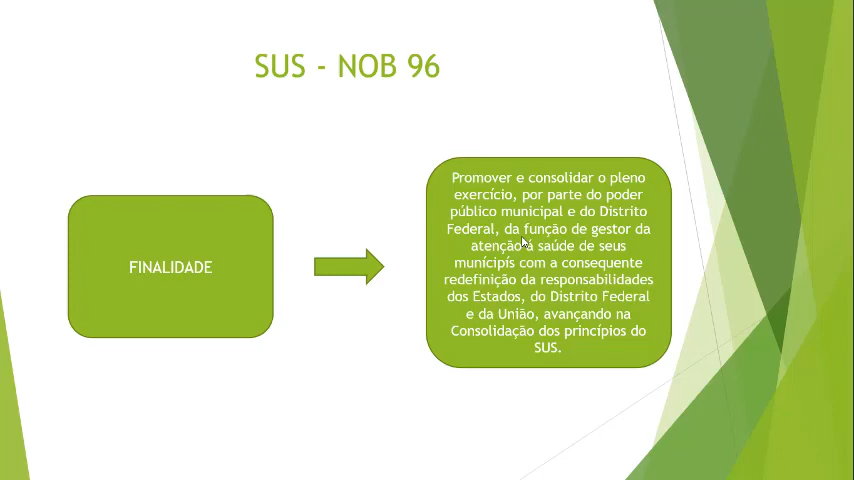 SUS - NOB 96
FINALIDADE
Promover e consolidar o pleno
exercício, por parte do poder
público municipal e do Distrito
Federal, da função de gestor da
atenção á saúde de seus
munícipís com a consequente
redefinição da responsabilidades
dos Estados, do Distrito Federal
e da União, avançando na
Consolidação dos princípios do
SUS.